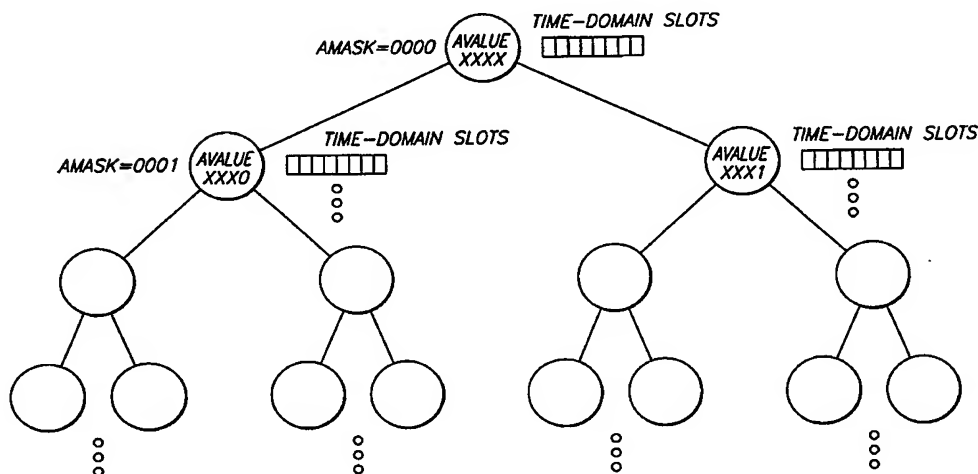 TIME-DOMAIN SLOTS
AMASK=0000
AVALUE
XXXX
TIME-DOMAIN SLOTS
AMASK=0001
AVALUE
XXX0
TIME-DOMAIN SLOTS
AVALUE
XXX1